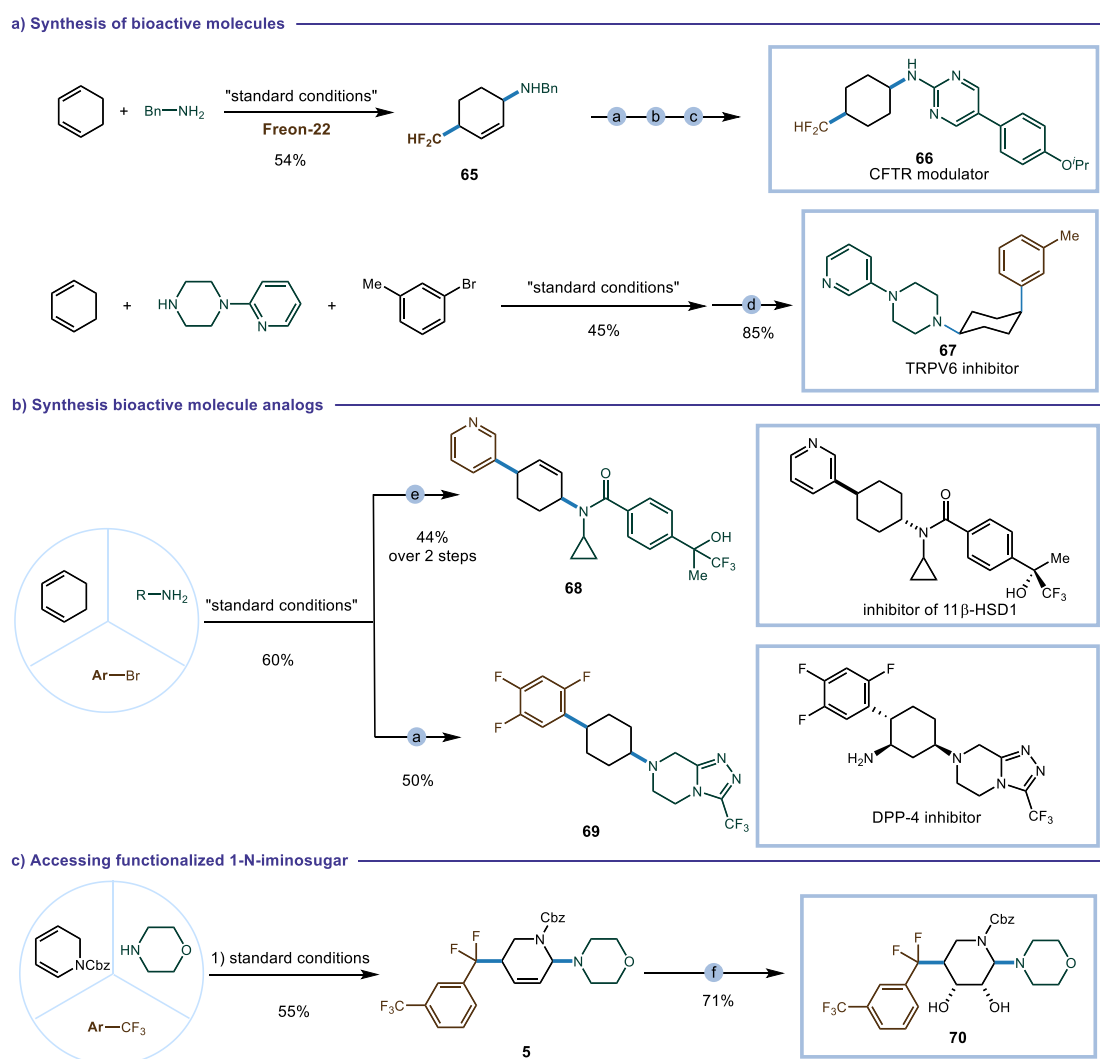 a) Synthesis of bioactive molecules
+
Bn
NH2
"standard conditions"
Freon-22
54%
NHBn
HF2C
65
a
b
c
H
N
N
N
HF2C
OiPr
66
CFTR modulator
+
HN
N
N
+
Me
Br
"standard conditions"
45%
d
85%
N
N
N
Me
67
TRPV6 inhibitor
b) Synthesis bioactive molecule analogs
R
NH2
Ar
Br
"standard conditions"
60%
e
44%
over 2 steps
N
O
N
OH
CF3
Me
68
N
O
N
Me
HO
CF3
inhibitor of 11β-HSD1
a
50%
F
F
F
N
N
N
N
CF3
69
F
F
F
H2N
N
N
N
N
CF3
DPP-4 inhibitor
c) Accessing functionalized 1-N-iminosugar
NCbz
HN
O
Ar
CF3
1) standard conditions
55%
Cbz
N
F
F
N
O
F3C
5
f
71%
Cbz
N
F
F
N
O
CF3
HO
OH
70